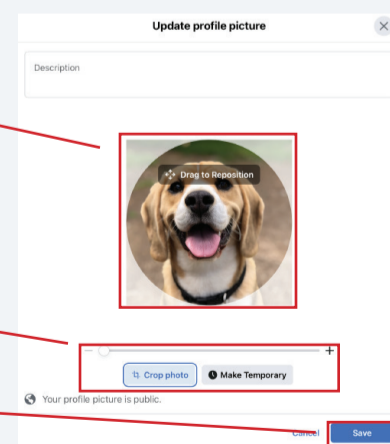 Update profile picture
Description
Drag to Reposition
Crop photo Make Temporary
Your profile picture is public.
Cancel Save